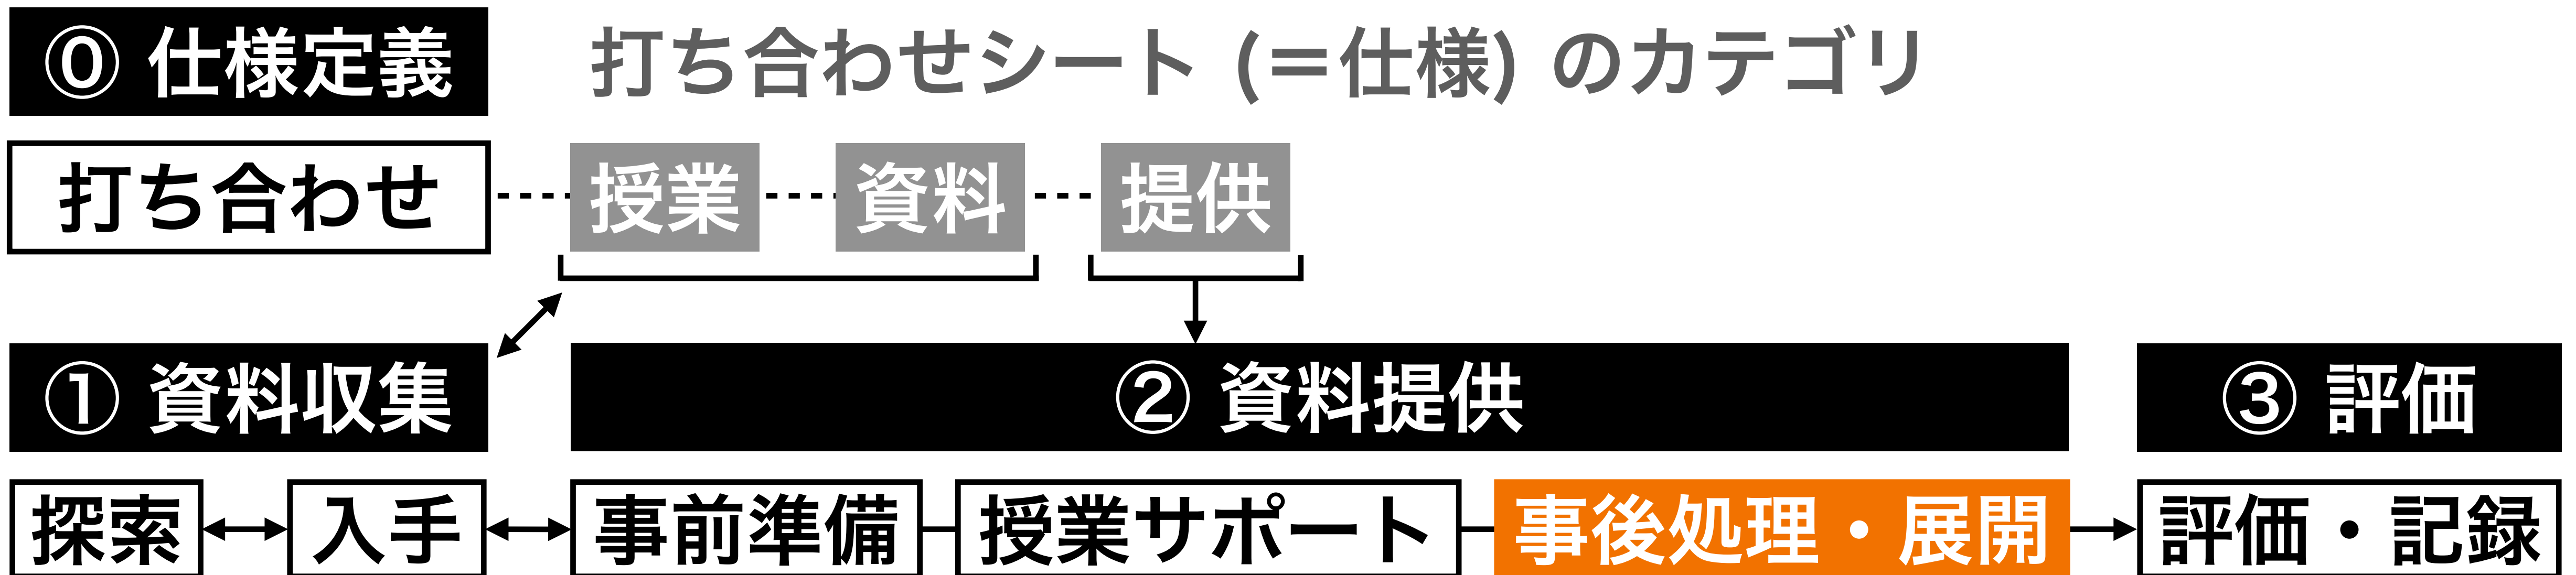 ⓪ 仕様定義
打ち合わせシート (=仕様) のカテゴリ
打ち合わせ
授業
資料
提供
① 資料収集
② 資料提供
③ 評価
探索
入手
事前準備
授業サポート
事後処理・展開
評価・記録